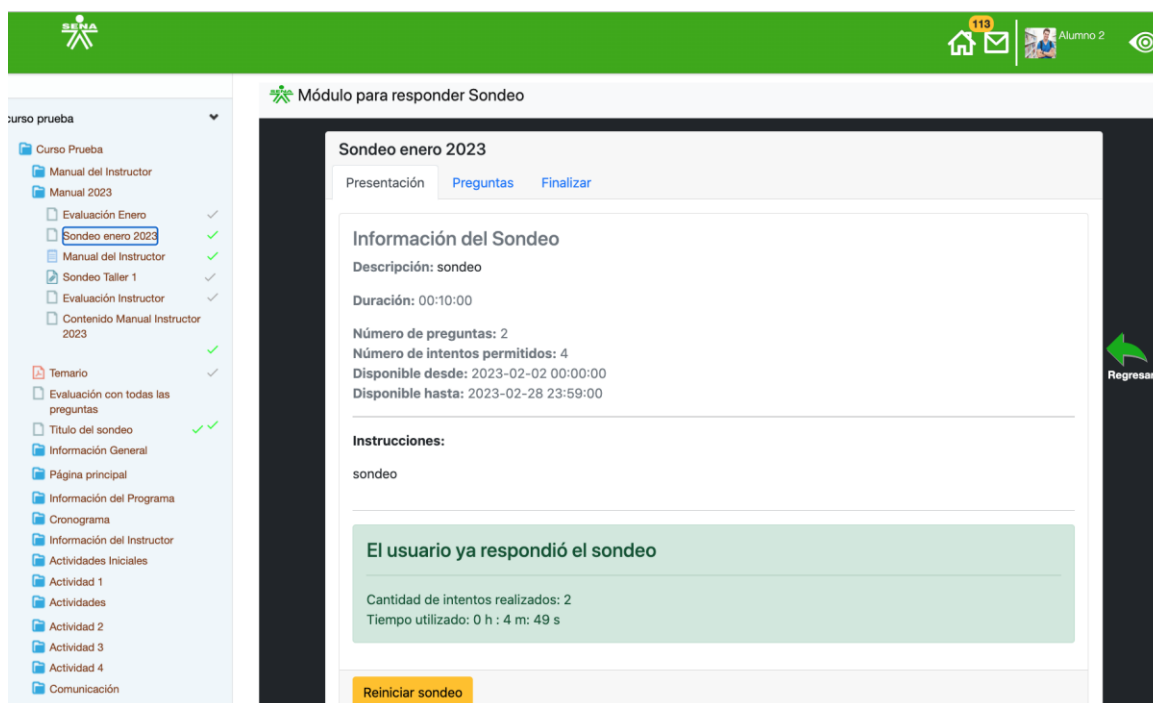 SENA
113
Alumno 2
Módulo para responder Sondeo
curso prueba
Curso Prueba
Manual del Instructor
Manual 2023
Evaluación Enero
Sondeo enero 2023
Manual del Instructor
Sondeo Taller 1
Evaluación Instructor
Contenido Manual Instructor
2023
Temario
Evaluación con todas las
preguntas
Titulo del sondeo
Información General
Página principal
Información del Programa
Cronograma
Información del Instructor
Actividades Iniciales
Actividad 1
Actividades
Actividad 2
Actividad 3
Actividad 4
Comunicación
Sondeo enero 2023
Presentación Preguntas Finalizar
Información del Sondeo
Descripción: sondeo
Duración: 00:10:00
Número de preguntas: 2
Número de intentos permitidos: 4
Disponible desde: 2023-02-02 00:00:00
Disponible hasta: 2023-02-28 23:59:00
Instrucciones:
sondeo
El usuario ya respondió el sondeo
Cantidad de intentos realizados: 2
Tiempo utilizado: 0 h : 4 m: 49 s
Reiniciar sondeo
Regresar